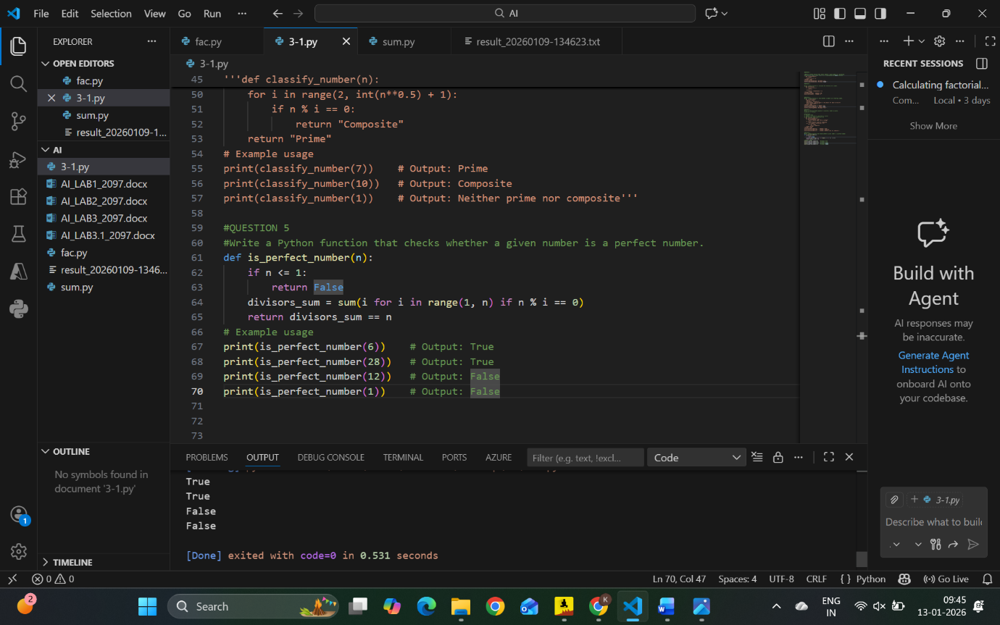 File Edit Selection View Go Run ··· AI
EXPLORER ···
OPEN EDITORS
fac.py
3-1.py
sum.py
result_20260109-1...
AI
3-1.py
AI_LAB1_2097.docx
AI_LAB2_2097.docx
AI_LAB3_2097.docx
AI_LAB3.1_2097.docx
fac.py
result_20260109-1346...
sum.py
OUTLINE
No symbols found in
document '3-1.py'
TIMELINE
fac.py 3-1.py sum.py result_20260109-134623.txt
3-1.py
45 '''def classify_number(n):
50 for i in range(2, int(n**0.5) + 1):
51 if n % i == 0:
52 return "Composite"
53 return "Prime"
54 # Example usage
55 print(classify_number(7)) # Output: Prime
56 print(classify_number(10)) # Output: Composite
57 print(classify_number(1)) # Output: Neither prime nor composite'''
58
59 #QUESTION 5
60 #Write a Python function that checks whether a given number is a perfect number.
61 def is_perfect_number(n):
62 if n <= 1:
63 return False
64 divisors_sum = sum(i for i in range(1, n) if n % i == 0)
65 return divisors_sum == n
66 # Example usage
67 print(is_perfect_number(6)) # Output: True
68 print(is_perfect_number(28)) # Output: True
69 print(is_perfect_number(12)) # Output: False
70 print(is_perfect_number(1)) # Output: False
71
72
73
PROBLEMS OUTPUT DEBUG CONSOLE TERMINAL PORTS AZURE Filter (e.g. text, !excl... Code
True
True
False
False
[Done] exited with code=0 in 0.531 seconds
RECENT SESSIONS
Calculating factorial...
Com... Local • 3 days
Show More
Build with
Agent
AI responses may
be inaccurate.
Generate Agent
Instructions to
onboard AI onto
your codebase.
3-1.py
Describe what to buil
1
0 0 Ln 70, Col 47 Spaces: 4 UTF-8 CRLF { } Python Go Live
2 Search K ENG
IN
09:45
13-01-2026